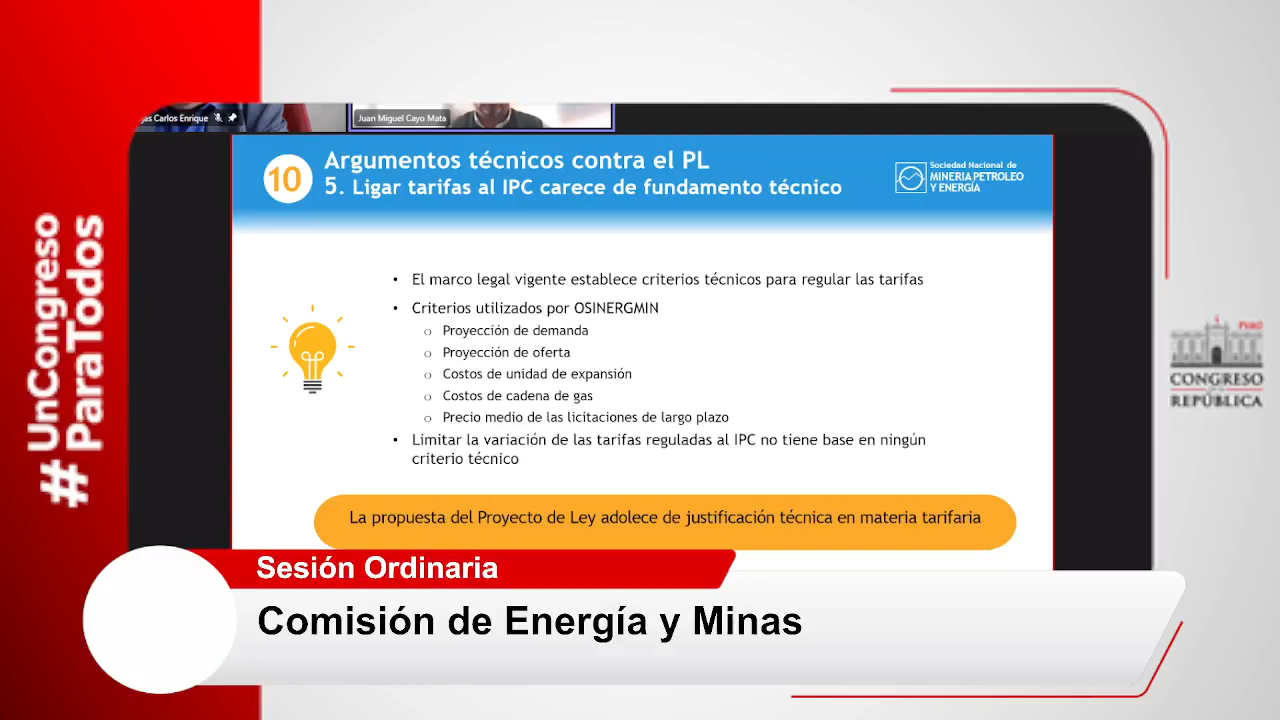 #UnCongreso
ParaTodos
gas Carlos Enrique
Juan Miguel Cayo Mata
10
Argumentos técnicos contra el PL
5. Ligar tarifas al IPC carece de fundamento técnico
Sociedad Nacional de
MINERIA PETROLEO
Y ENERGÍA
• El marco legal vigente establece criterios técnicos para regular las tarifas
• Criterios utilizados por OSINERGMIN
o Proyección de demanda
o Proyección de oferta
o Costos de unidad de expansión
o Costos de cadena de gas
o Precio medio de las licitaciones de largo plazo
• Limitar la variación de las tarifas reguladas al IPC no tiene base en ningún
criterio técnico
La propuesta del Proyecto de Ley adolece de justificación técnica en materia tarifaria
PERÚ
CONGRESO
REPÚBLICA
Sesión Ordinaria
Comisión de Energía y Minas